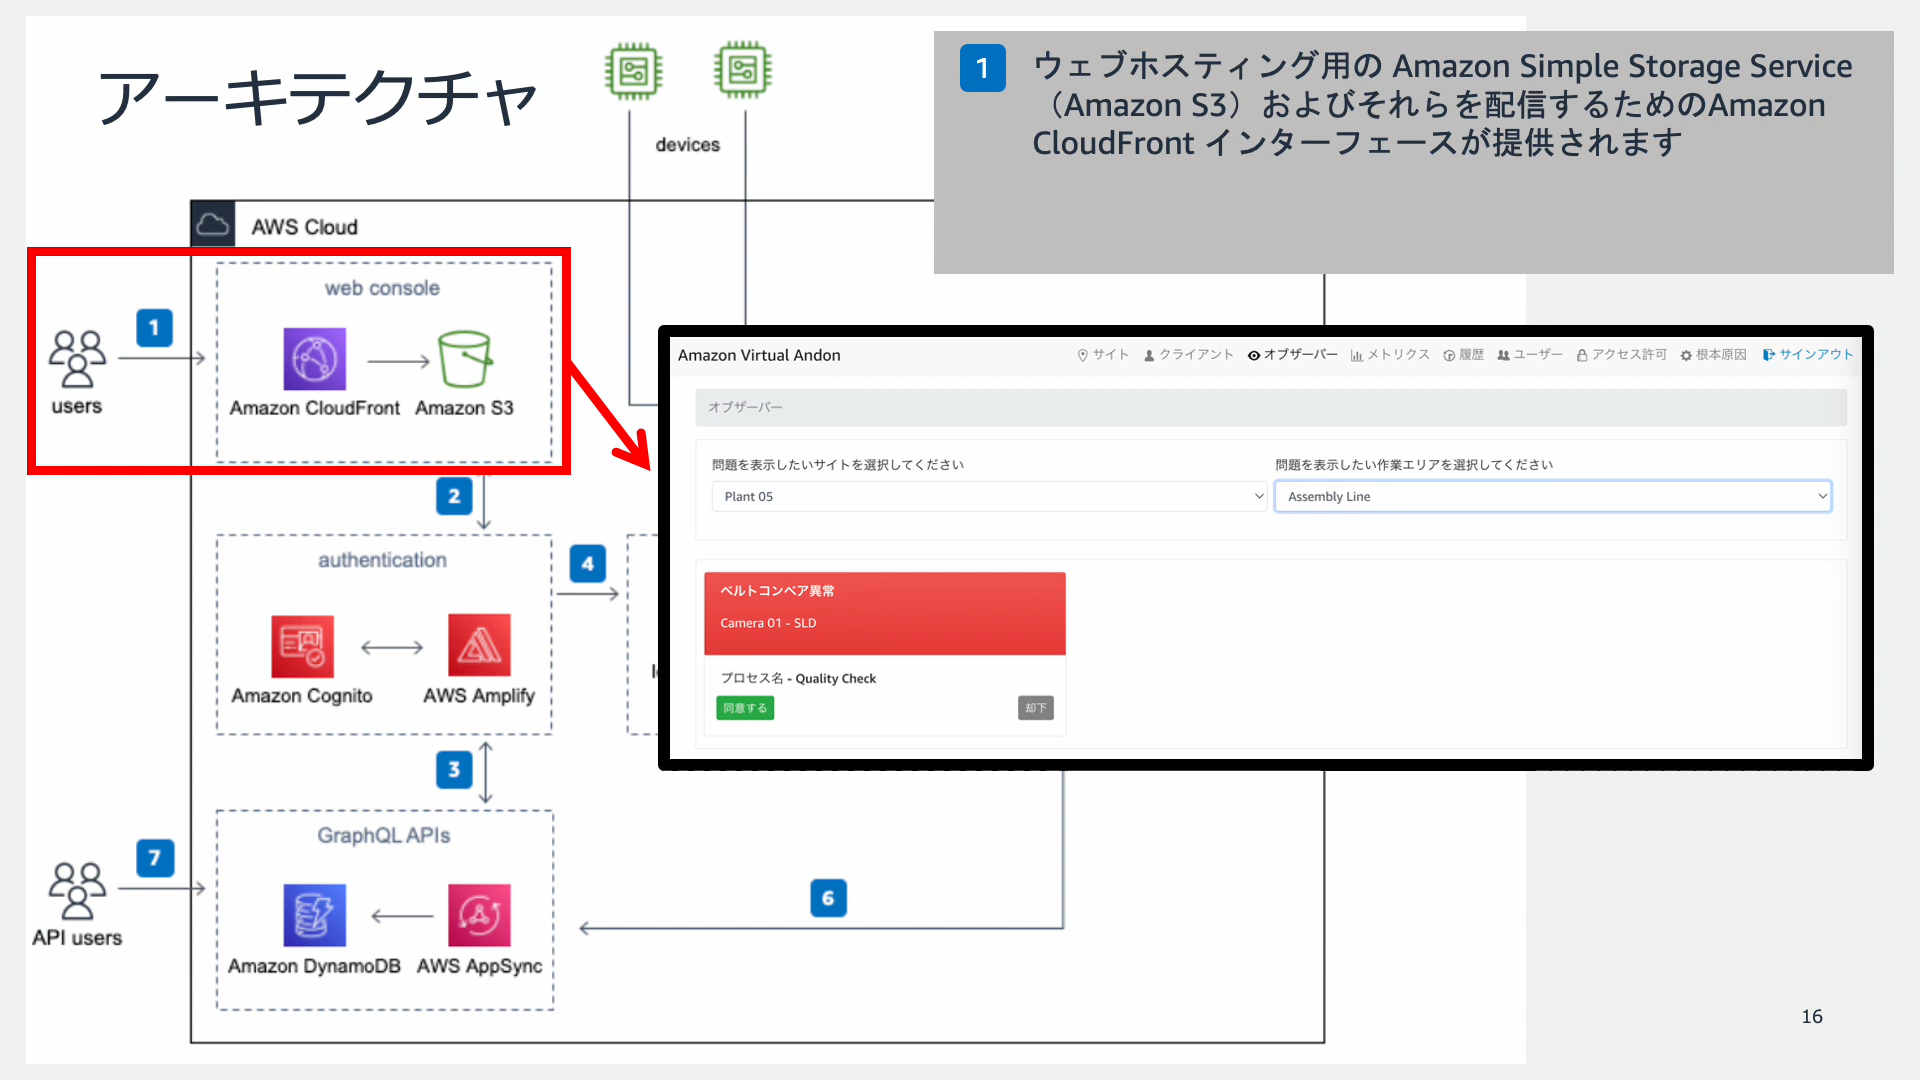 アーキテクチャ
devices
1 ウェブホスティング用の Amazon Simple Storage Service
（Amazon S3）およびそれらを配信するためのAmazon
CloudFront インターフェースが提供されます
AWS Cloud
web console
1
users
Amazon CloudFront
Amazon S3
2
authentication
4
Amazon Cognito
AWS Amplify
3
GraphQL APIs
7
API users
Amazon DynamoDB
AWS AppSync
6
Amazon Virtual Andon
サイト クライアント オブザーバー メトリクス 履歴 ユーザー アクセス許可 根本原因 サインアウト
オブザーバー
問題を表示したいサイトを選択してください
Plant 05
問題を表示したい作業エリアを選択してください
Assembly Line
ベルトコンベア異常
Camera 01 - SLD
プロセス名 - Quality Check
同意する
却下
16